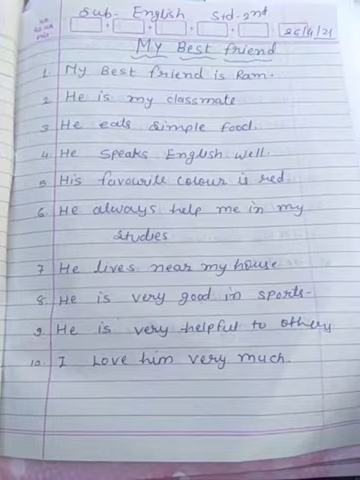 Sub- English Std-2nd
26/4/21
My Best friend
1. My Best friend is Ram.
2. He is my classmate
3. He eats simple food.
4. He speaks English well.
5. His favourite colour is red
6. He always help me in my
studies
7. He lives near my house
8. He is very good in sports-
9. He is very helpful to others
10. I Love him very much.